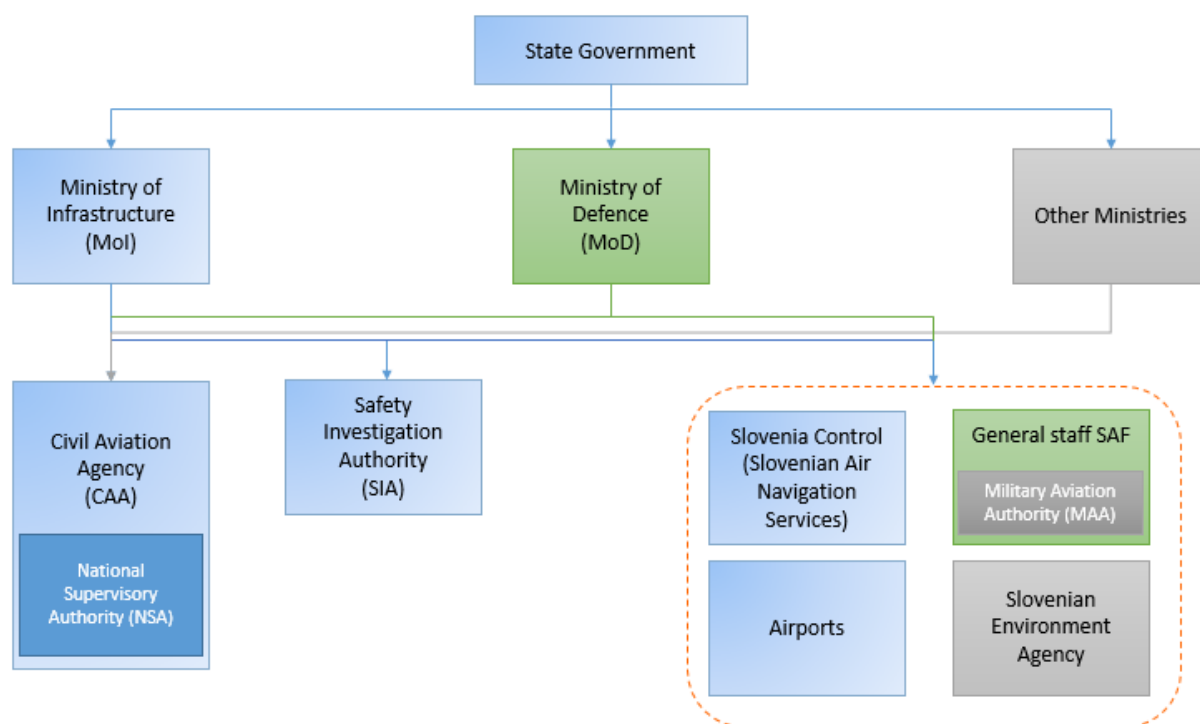 State Government
Ministry of
Infrastructure
(MoI)
Ministry of
Defence
(MoD)
Other Ministries
Civil Aviation
Agency
(CAA)
National
Supervisory
Authority (NSA)
Safety
Investigation
Authority
(SIA)
Slovenia Control
(Slovenian Air
Navigation
Services)
General staff SAF
Military Aviation
Authority (MAA)
Airports
Slovenian
Environment
Agency